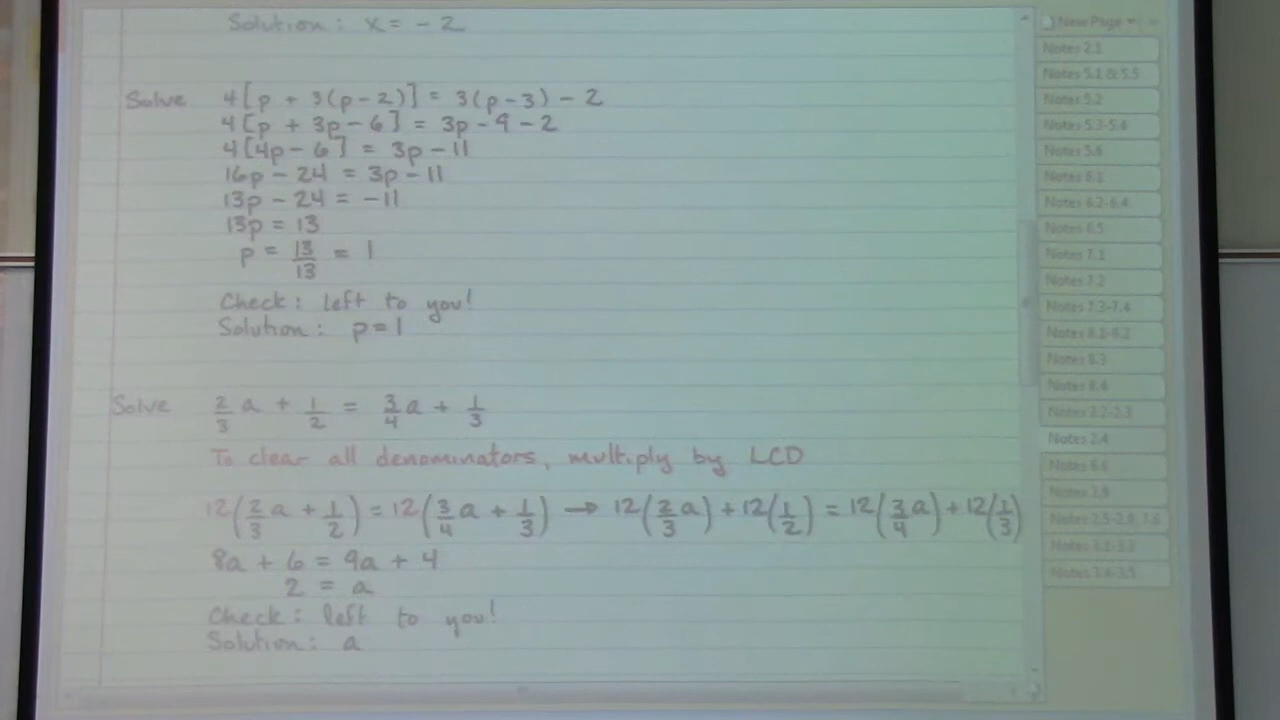 Solution: x = -2
Solve 4[p + 3(p-2)] = 3(p-3) - 2
4[p + 3p - 6] = 3p - 9 - 2
4[4p - 6] = 3p - 11
16p - 24 = 3p - 11
13p - 24 = -11
13p = 13
p = 13/13 = 1
Check: left to you!
Solution: p = 1
Solve 2/3 a + 1/2 = 3/4 a + 1/3
To clear all denominators, multiply by LCD
12(2/3 a + 1/2) = 12(3/4 a + 1/3) → 12(2/3 a) + 12(1/2) = 12(3/4 a) + 12(1/3)
8a + 6 = 9a + 4
2 = a
Check: left to you!
Solution: a
New Page
Notes 2.1
Notes 5.1 & 5.5
Notes 5.2
Notes 5.3-5.4
Notes 5.6
Notes 6.1
Notes 6.2-6.4
Notes 6.5
Notes 7.1
Notes 7.2
Notes 7.3-7.4
Notes 8.1-8.2
Notes 8.3
Notes 8.4
Notes 2.2-2.3
Notes 2.4
Notes 6.6
Notes
Notes
Notes
Notes 3.4-3.5